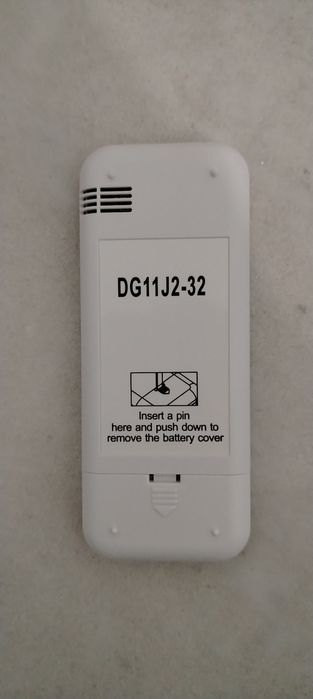 DG11J2-32
Insert a pin
here and push down to
remove the battery cover